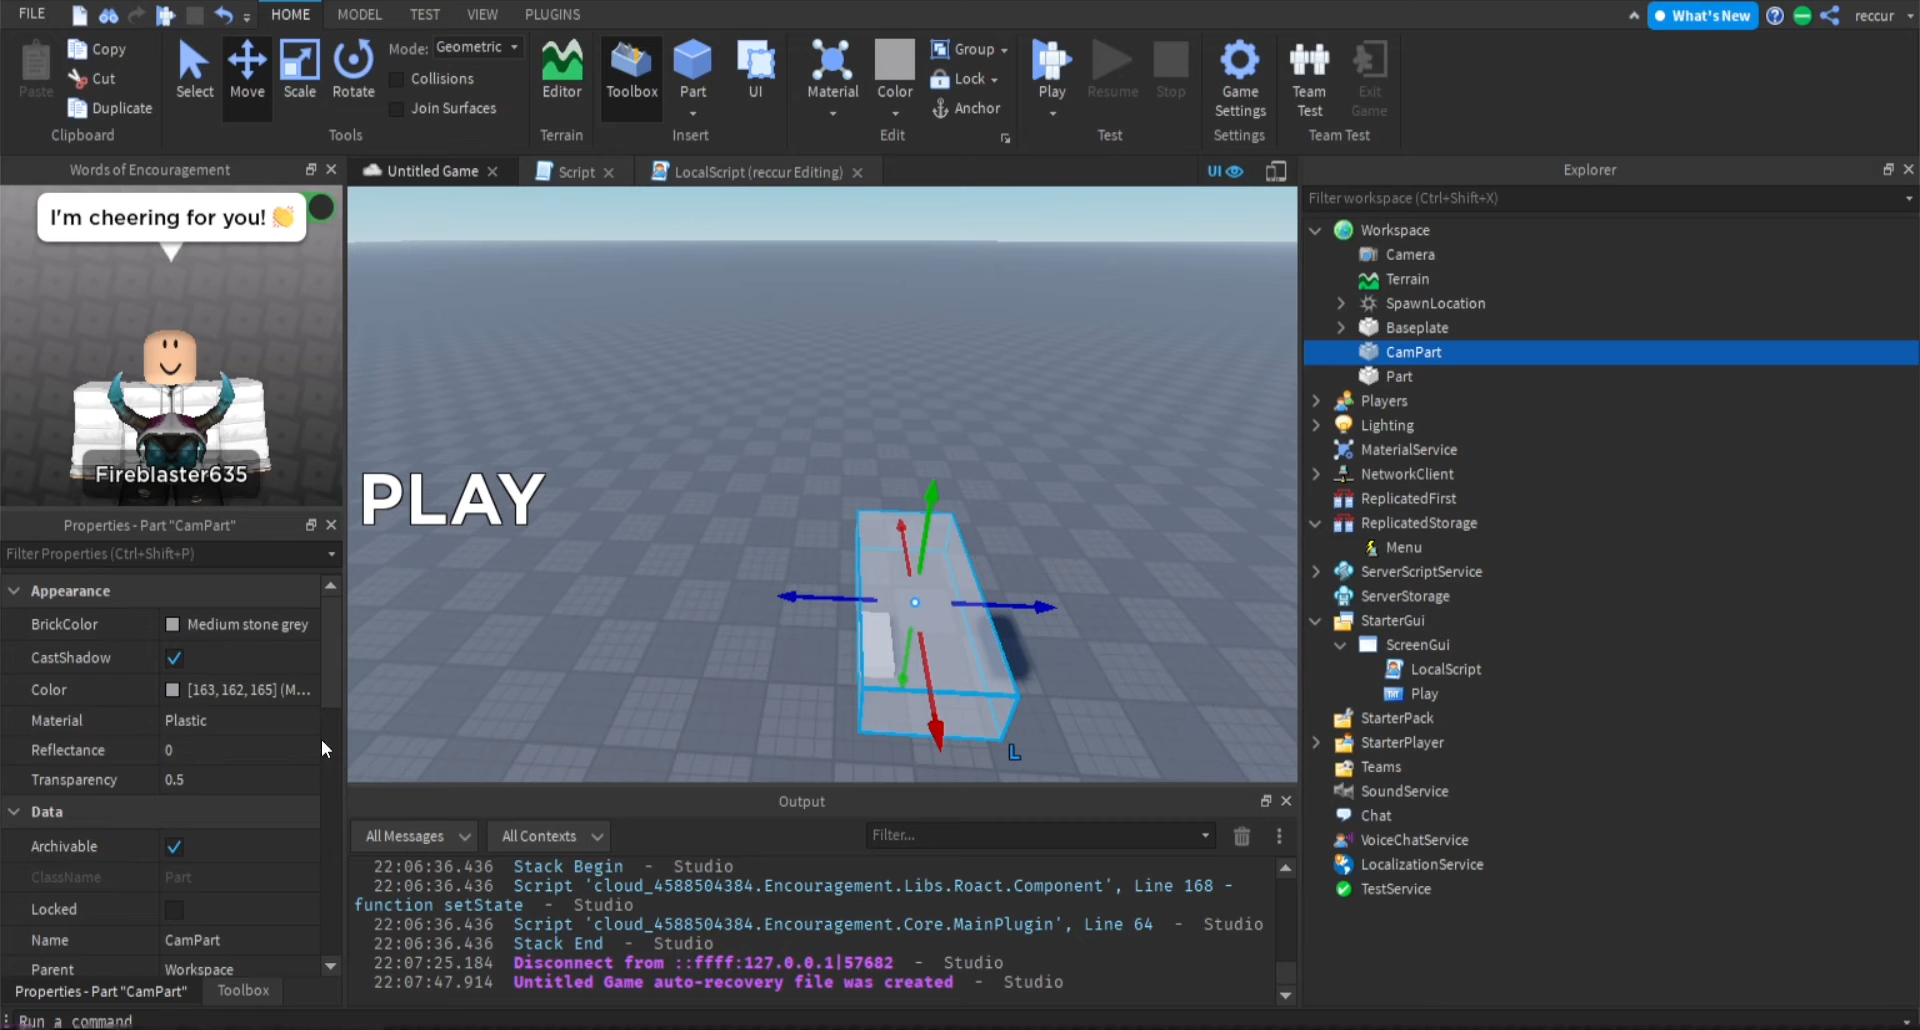 FILE HOME MODEL TEST VIEW PLUGINS What's New reccur
Paste Copy Cut Duplicate Clipboard
Select Move Scale Rotate Mode: Geometric Collisions Join Surfaces Tools
Editor Terrain
Toolbox Part UI Insert
Material Color Group Lock Anchor Edit
Play Resume Stop Test
Game Settings Settings
Team Test Exit Game Team Test
Words of Encouragement
I'm cheering for you! 👏
Fireblaster635
Untitled Game Script LocalScript (reccur Editing) UI
PLAY
L
Properties - Part "CamPart"
Filter Properties (Ctrl+Shift+P)
Appearance
BrickColor Medium stone grey
CastShadow
Color [163, 162, 165] (M...
Material Plastic
Reflectance 0
Transparency 0.5
Data
Archivable
ClassName Part
Locked
Name CamPart
Parent Workspace
Properties - Part "CamPart" Toolbox
Run a command
Output
All Messages All Contexts Filter...
22:06:36.436 Stack Begin - Studio
22:06:36.436 Script 'cloud_4588504384.Encouragement.Libs.Roact.Component', Line 168 -
function setState - Studio
22:06:36.436 Script 'cloud_4588504384.Encouragement.Core.MainPlugin', Line 64 - Studio
22:06:36.436 Stack End - Studio
22:07:25.184 Disconnect from ::ffff:127.0.0.1|57682 - Studio
22:07:47.914 Untitled Game auto-recovery file was created - Studio
Explorer
Filter workspace (Ctrl+Shift+X)
Workspace
Camera
Terrain
SpawnLocation
Baseplate
CamPart
Part
Players
Lighting
MaterialService
NetworkClient
ReplicatedFirst
ReplicatedStorage
Menu
ServerScriptService
ServerStorage
StarterGui
ScreenGui
LocalScript
TXT Play
StarterPack
StarterPlayer
Teams
SoundService
Chat
VoiceChatService
LocalizationService
TestService